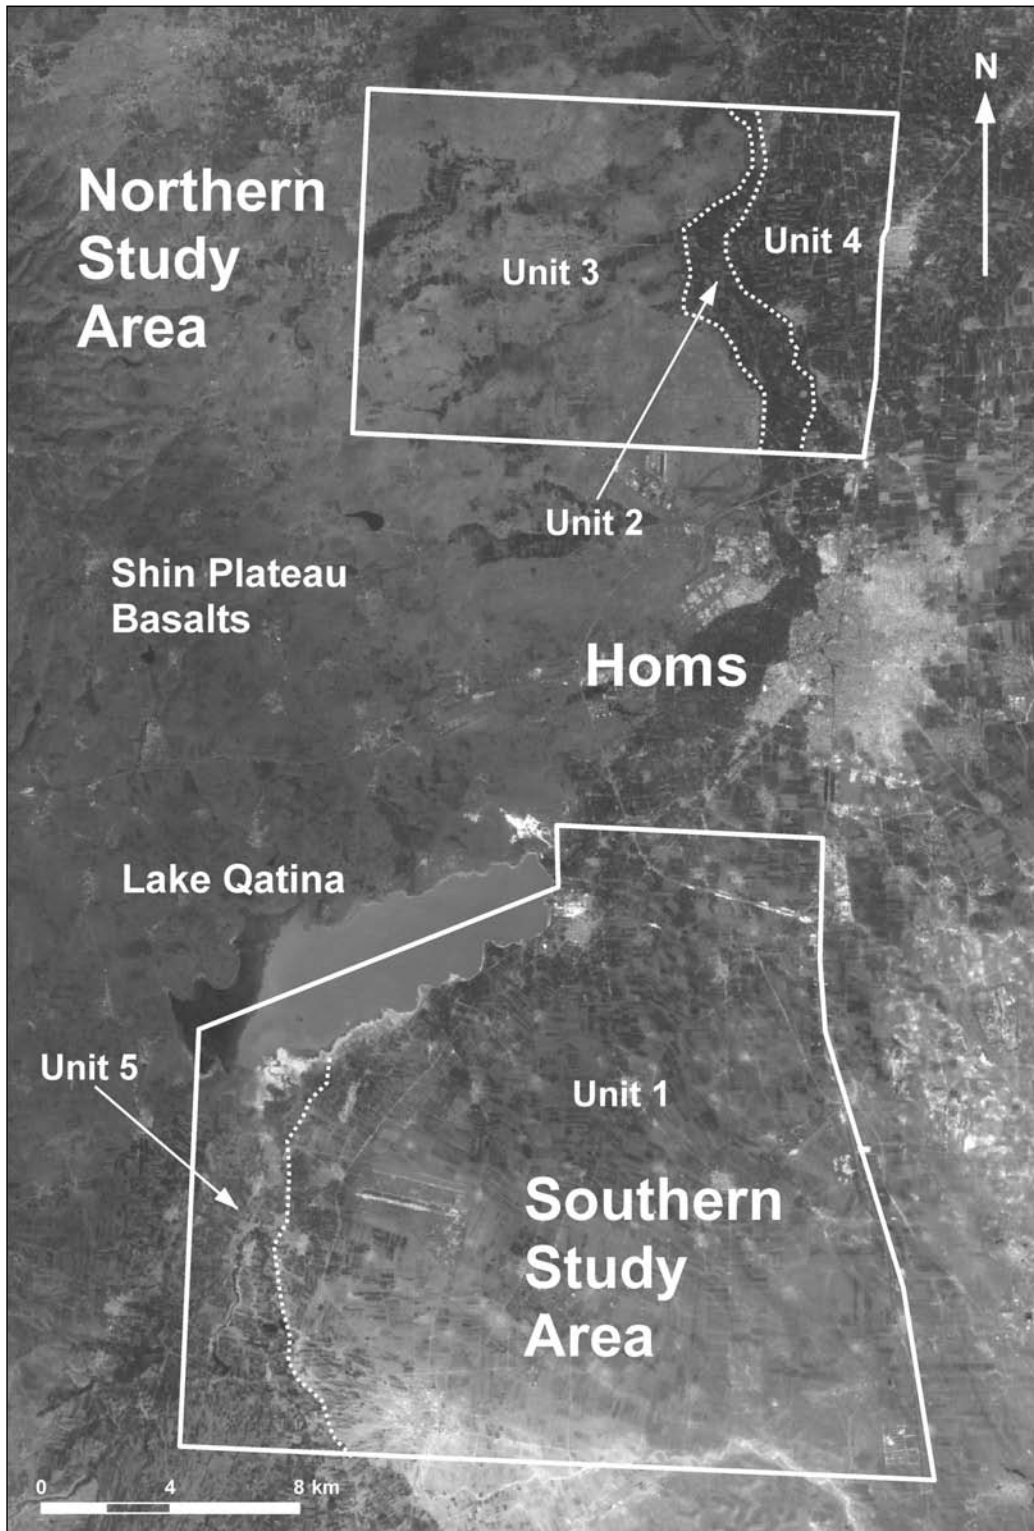 N
Northern
Study
Area
Unit 4
Unit 3
Unit 2
Shin Plateau
Basalts
Homs
Lake Qatina
Unit 5
Unit 1
Southern
Study
Area
0 4 8 km